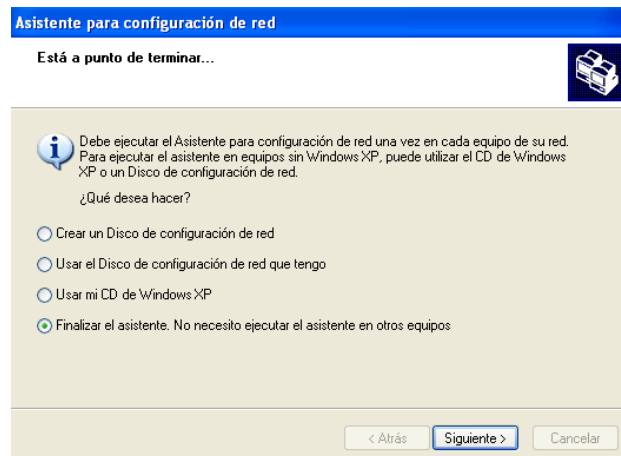 Asistente para configuración de red
Está a punto de terminar...
Debe ejecutar el Asistente para configuración de red una vez en cada equipo de su red.
Para ejecutar el asistente en equipos sin Windows XP, puede utilizar el CD de Windows
XP o un Disco de configuración de red.
¿Qué desea hacer?
Crear un Disco de configuración de red
Usar el Disco de configuración de red que tengo
Usar mi CD de Windows XP
Finalizar el asistente. No necesito ejecutar el asistente en otros equipos
< Atrás Siguiente > Cancelar